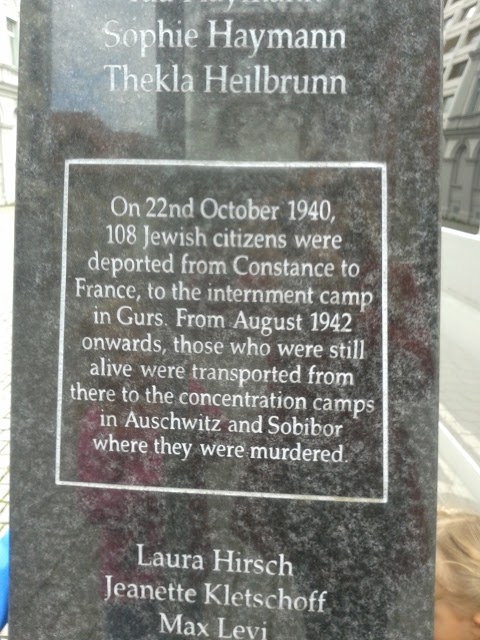 Haymann
Sophie Haymann
Thekla Heilbrunn
On 22nd October 1940,
108 Jewish citizens were
deported from Constance to
France, to the internment camp
in Gurs. From August 1942
onwards, those who were still
alive were transported from
there to the concentration camps
in Auschwitz and Sobibor
where they were murdered.
Laura Hirsch
Jeanette Kletschoff
Max Levi